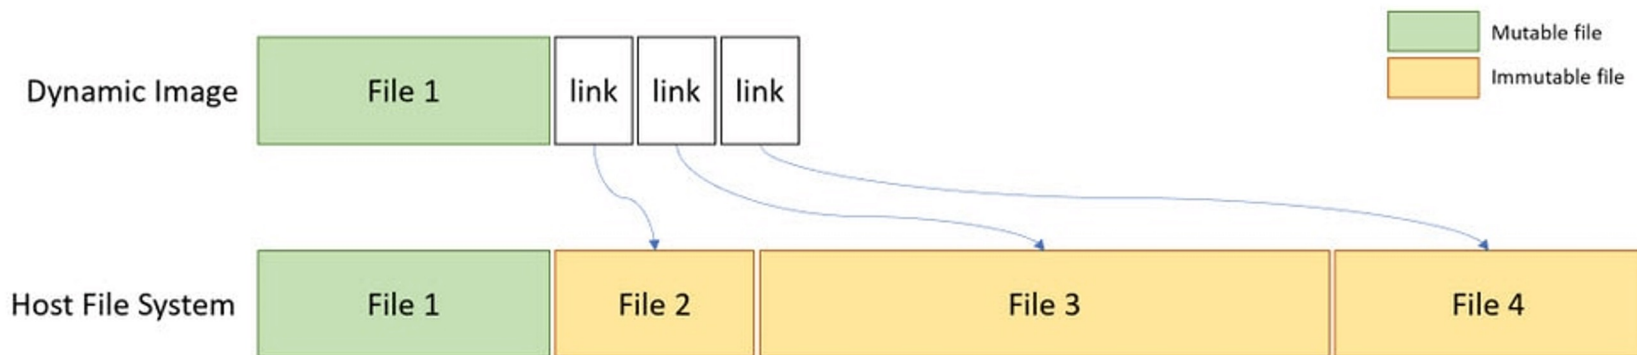 Mutable file
Immutable file
Dynamic Image File 1 link link link
Host File System File 1 File 2 File 3 File 4